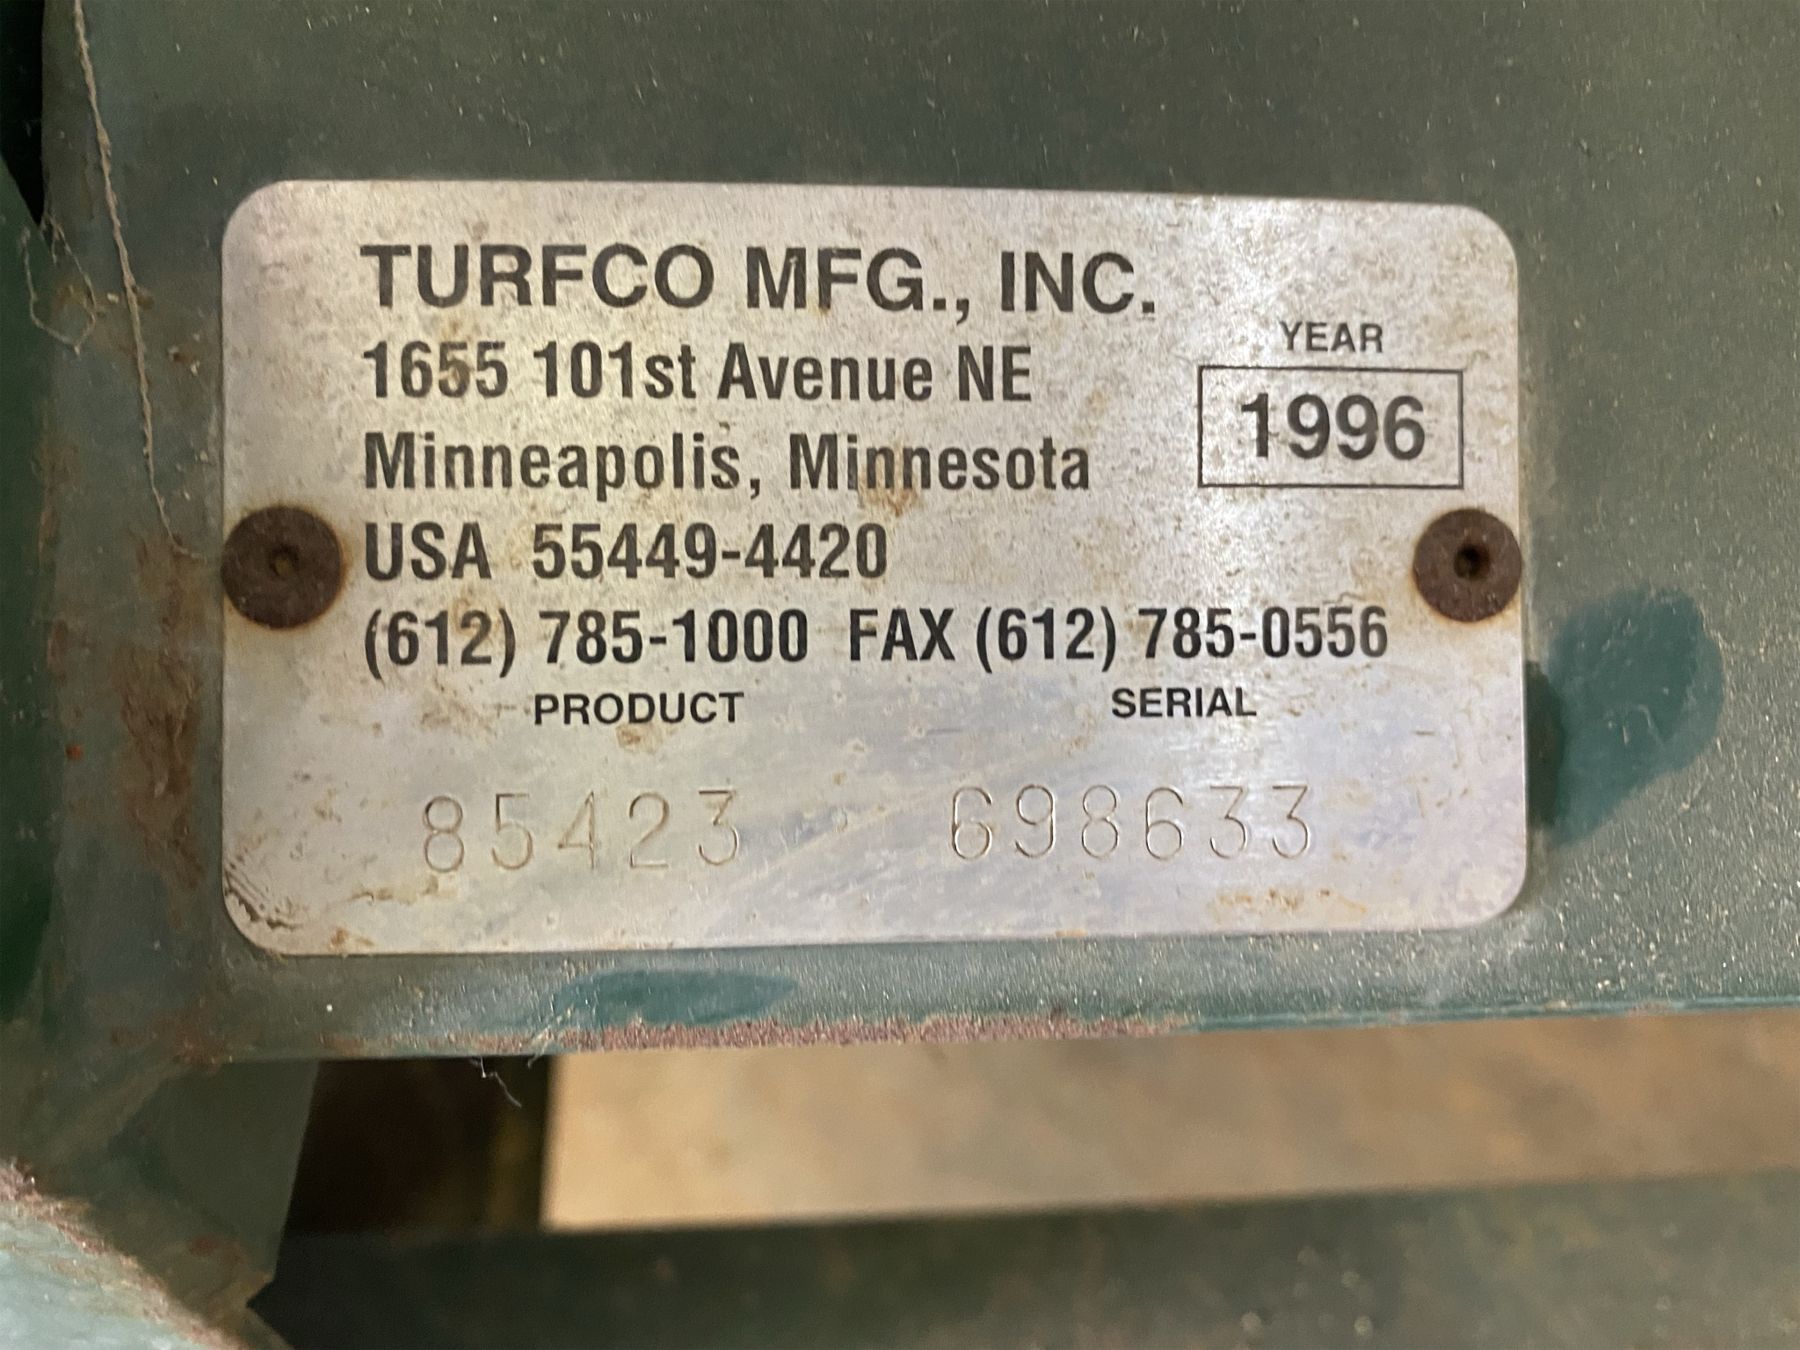 TURFCO MFG., INC.
1655 101st Avenue NE
Minneapolis, Minnesota
USA 55449-4420
(612) 785-1000 FAX (612) 785-0556
YEAR
1996
PRODUCT SERIAL
85423 698633